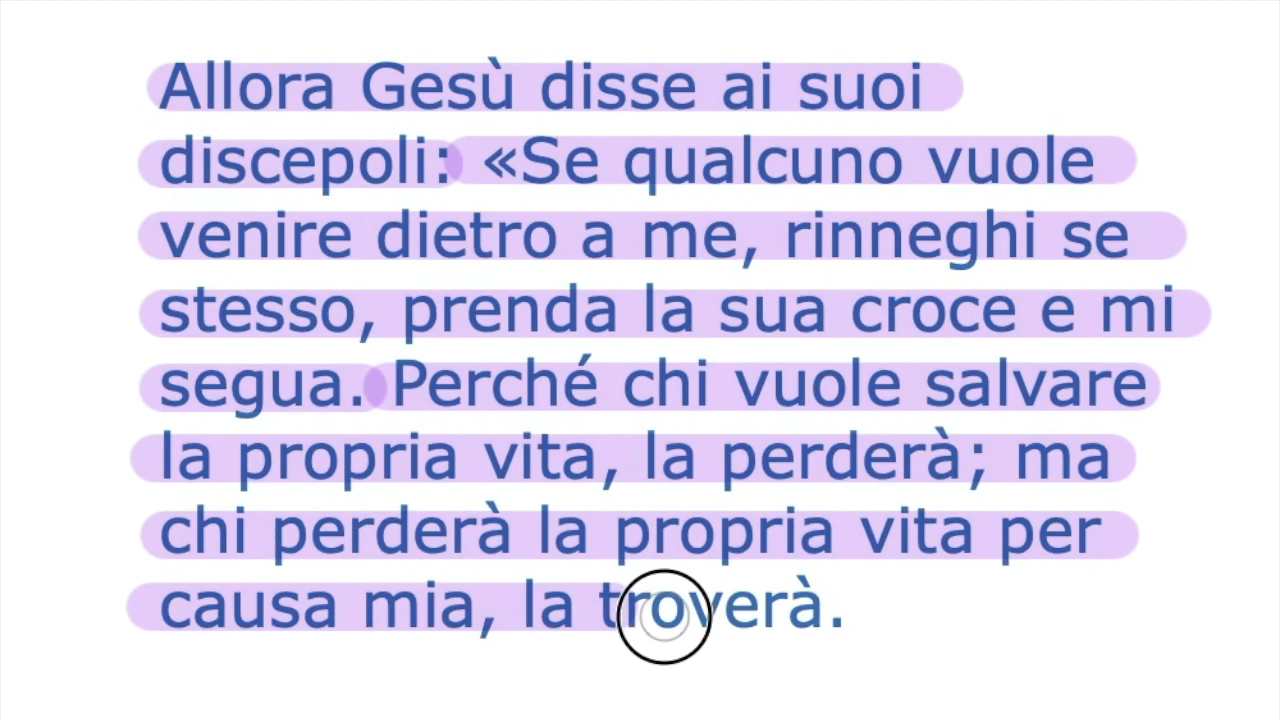 Allora Gesù disse ai suoi
discepoli: «Se qualcuno vuole
venire dietro a me, rinneghi se
stesso, prenda la sua croce e mi
segua. Perché chi vuole salvare
la propria vita, la perderà; ma
chi perderà la propria vita per
causa mia, la troverà.